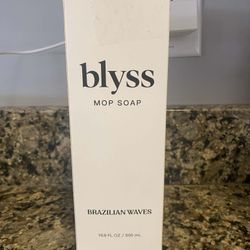 blyss
MOP SOAP
BRAZILIAN WAVES
16.9 FL OZ / 500 mL